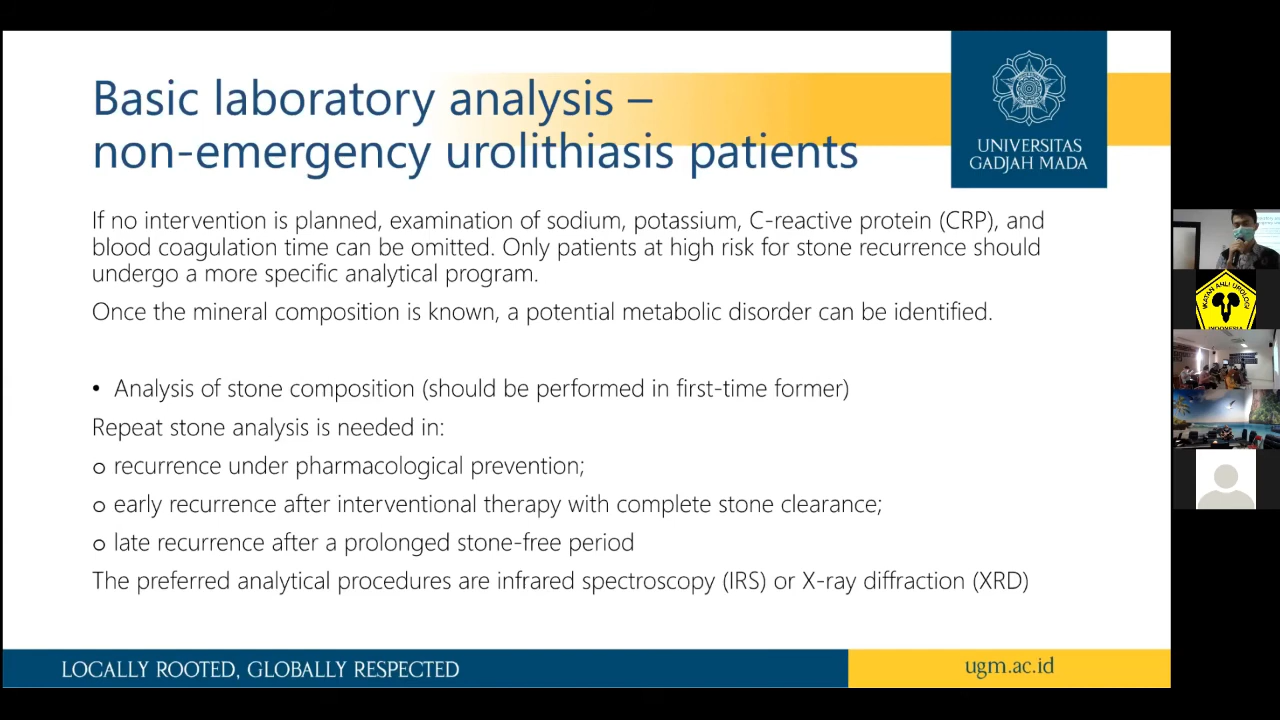 Basic laboratory analysis –
non-emergency urolithiasis patients
UNIVERSITAS
GADJAH MADA
If no intervention is planned, examination of sodium, potassium, C-reactive protein (CRP), and
blood coagulation time can be omitted. Only patients at high risk for stone recurrence should
undergo a more specific analytical program.
Once the mineral composition is known, a potential metabolic disorder can be identified.
• Analysis of stone composition (should be performed in first-time former)
Repeat stone analysis is needed in:
o recurrence under pharmacological prevention;
o early recurrence after interventional therapy with complete stone clearance;
o late recurrence after a prolonged stone-free period
The preferred analytical procedures are infrared spectroscopy (IRS) or X-ray diffraction (XRD)
LOCALLY ROOTED, GLOBALLY RESPECTED
ugm.ac.id
IKATAN AHLI UROLOGI
INDONESIA